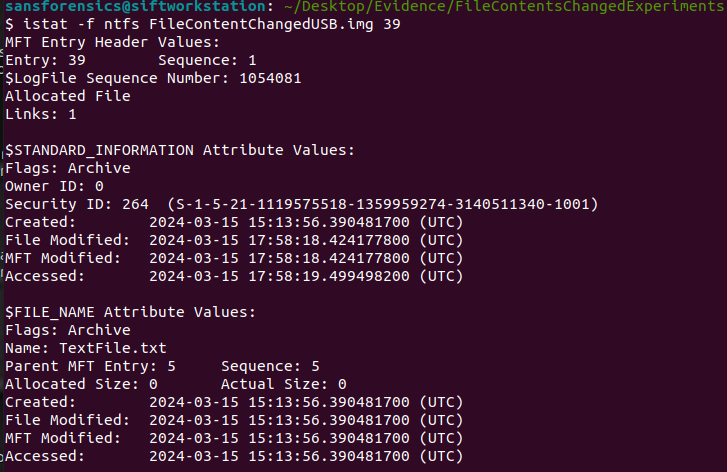 sansforensics@siftworkstation: ~/Desktop/Evidence/FileContentsChangedExperiments
$ istat -f ntfs FileContentChangedUSB.img 39
MFT Entry Header Values:
Entry: 39        Sequence: 1
$LogFile Sequence Number: 1054081
Allocated File
Links: 1

$STANDARD_INFORMATION Attribute Values:
Flags: Archive
Owner ID: 0
Security ID: 264  (S-1-5-21-1119575518-1359959274-3140511340-1001)
Created:        2024-03-15 15:13:56.390481700 (UTC)
File Modified:  2024-03-15 17:58:18.424177800 (UTC)
MFT Modified:   2024-03-15 17:58:18.424177800 (UTC)
Accessed:       2024-03-15 17:58:19.499498200 (UTC)

$FILE_NAME Attribute Values:
Flags: Archive
Name: TextFile.txt
Parent MFT Entry: 5     Sequence: 5
Allocated Size: 0       Actual Size: 0
Created:        2024-03-15 15:13:56.390481700 (UTC)
File Modified:  2024-03-15 15:13:56.390481700 (UTC)
MFT Modified:   2024-03-15 15:13:56.390481700 (UTC)
Accessed:       2024-03-15 15:13:56.390481700 (UTC)